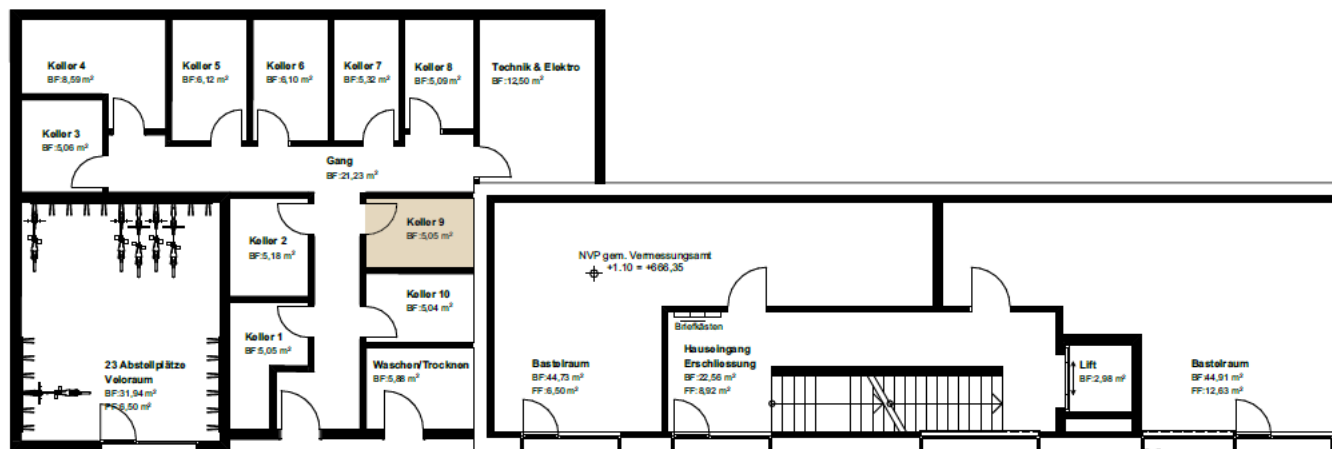 Keller 4
BF:8,59 m²
Keller 5
BF:6,12 m²
Keller 6
BF:6,10 m²
Keller 7
BF:5,32 m²
Keller 8
BF:5,09 m²
Technik & Elektro
BF:12,50 m²
Keller 3
BF:5,06 m²
Gang
BF:21,23 m²
Keller 2
BF:5,18 m²
Keller 9
BF:5,05 m²
NVP gem. Vermessungsamt
+1.10 = +666,35
Keller 10
BF:5,04 m²
Keller 1
BF:5,05 m²
Briefkästen
23 Abstellplätze
Veloraum
BF:31,94 m²
FF:6,50 m²
Waschen/Trocknen
BF:5,88 m²
Bastelraum
BF:44,73 m²
FF:6,50 m²
Hauseingang
Erschliessung
BF:22,56 m²
FF:8,92 m²
Lift
BF:2,98 m²
Bastelraum
BF:44,91 m²
FF:12,63 m²